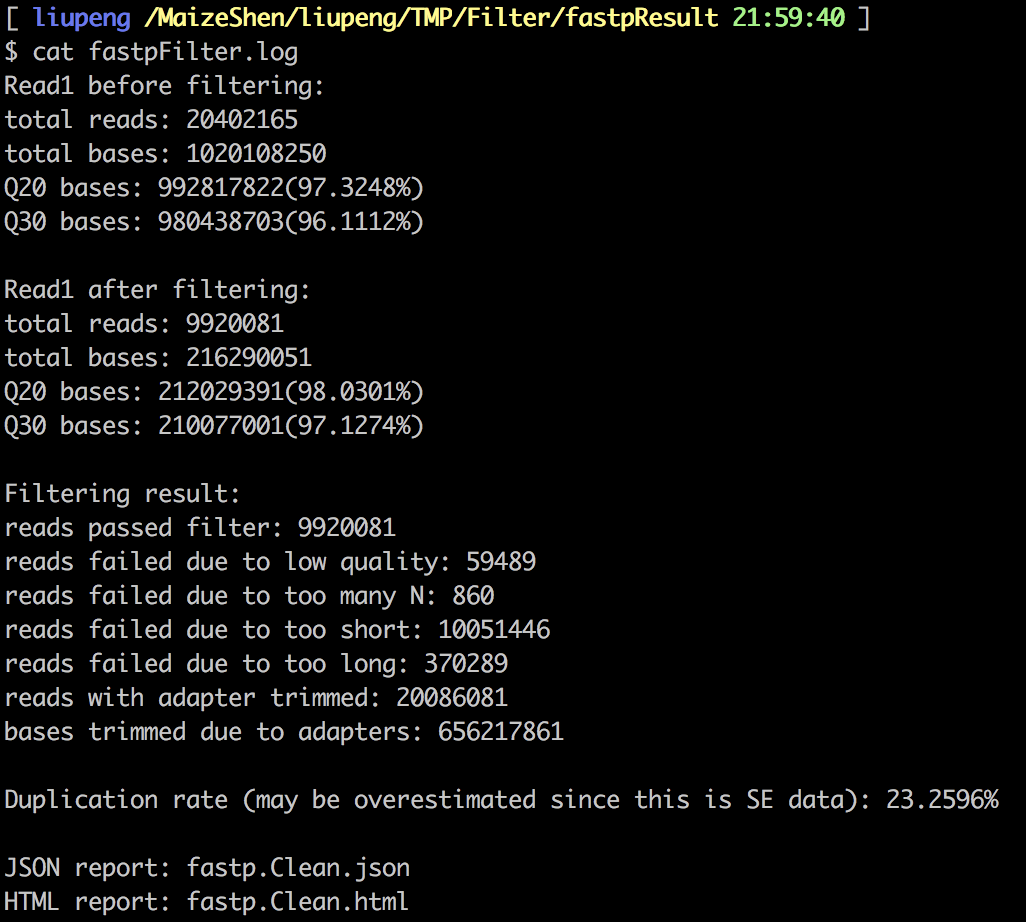 [ liupeng /MaizeShen/liupeng/TMP/Filter/fastpResult 21:59:40 ]
$ cat fastpFilter.log
Read1 before filtering:
total reads: 20402165
total bases: 1020108250
Q20 bases: 992817822(97.3248%)
Q30 bases: 980438703(96.1112%)
Read1 after filtering:
total reads: 9920081
total bases: 216290051
Q20 bases: 212029391(98.0301%)
Q30 bases: 210077001(97.1274%)
Filtering result:
reads passed filter: 9920081
reads failed due to low quality: 59489
reads failed due to too many N: 860
reads failed due to too short: 10051446
reads failed due to too long: 370289
reads with adapter trimmed: 20086081
bases trimmed due to adapters: 656217861
Duplication rate (may be overestimated since this is SE data): 23.2596%
JSON report: fastp.Clean.json
HTML report: fastp.Clean.html